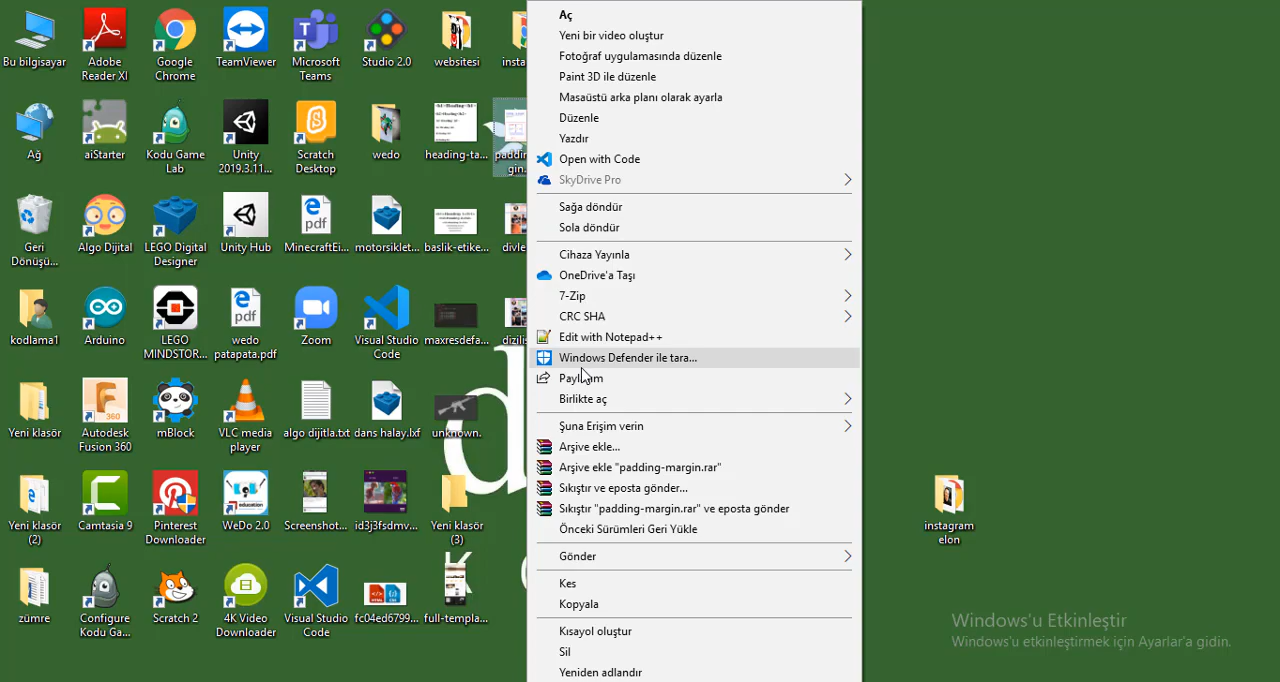 Bu bilgisayar
Adobe
Reader XI
Google
Chrome
TeamViewer
Microsoft
Teams
Studio 2.0
websitesi
Ağ
aiStarter
Kodu Game
Lab
Unity
2019.3.11...
Scratch
Desktop
wedo
heading-ta...
Geri
Dönüşü...
Algo Dijital
LEGO Digital
Designer
Unity Hub
MinecraftEi...
motorsiklet...
baslik-etike...
kodlama1
Arduino
LEGO
MINDSTOR...
wedo
patapata.pdf
Zoom
Visual Studio
Code
maxresdefa...
Yeni klasör
Autodesk
Fusion 360
mBlock
VLC media
player
algo dijitla.txt
dans halay.lxf
unknown.
Yeni klasör
(2)
Camtasia 9
Pinterest
Downloader
WeDo 2.0
Screenshot...
id3j3fsdmv...
Yeni klasör
(3)
zümre
Configure
Kodu Ga...
Scratch 2
4K Video
Downloader
Visual Studio
Code
fc04ed6799...
full-templa...
Aç
Yeni bir video oluştur
Fotoğraf uygulamasında düzenle
Paint 3D ile düzenle
Masaüstü arka planı olarak ayarla
Düzenle
Yazdır
Open with Code
SkyDrive Pro
Sağa döndür
Sola döndür
Cihaza Yayınla
OneDrive'a Taşı
7-Zip
CRC SHA
Edit with Notepad++
Windows Defender ile tara...
Birlikte aç
Şuna Erişim verin
Arşive ekle...
Arşive ekle "padding-margin.rar"
Sıkıştır ve eposta gönder...
Sıkıştır "padding-margin.rar" ve eposta gönder
Önceki Sürümleri Geri Yükle
Gönder
Kes
Kopyala
Kısayol oluştur
Sil
Yeniden adlandır
instagram
elon
Windows'u Etkinleştir
Windows'u etkinleştirmek için Ayarlar'a gidin.